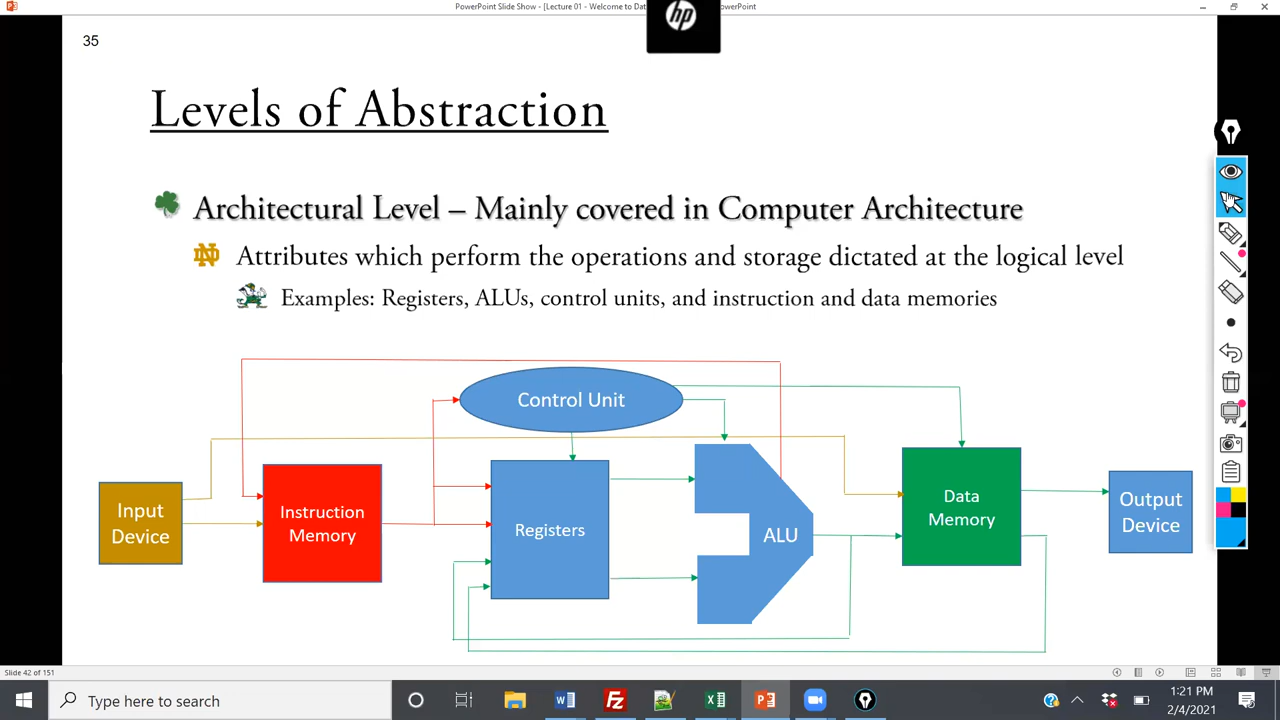 PowerPoint Slide Show - [Lecture 01 - Welcome to Dat
owerPoint
hp
35
Levels of Abstraction
Architectural Level – Mainly covered in Computer Architecture
Attributes which perform the operations and storage dictated at the logical level
Examples: Registers, ALUs, control units, and instruction and data memories
Control Unit
Input
Device
Instruction
Memory
Registers
ALU
Data
Memory
Output
Device
Slide 42 of 151
Type here to search
1:21 PM
2/4/2021